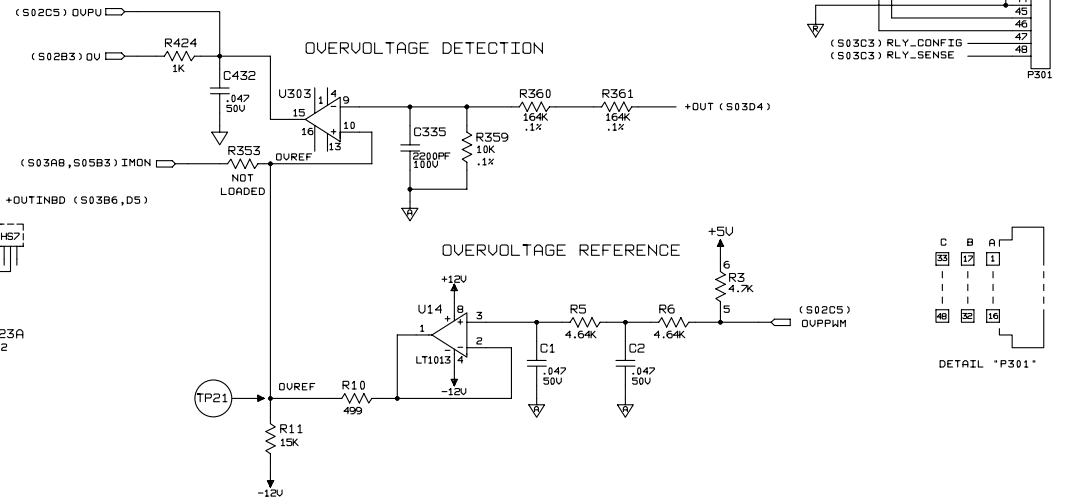 (S02C5) OVPU
(S02B3) OV
R424
1K
C432
.047
50V
OVERVOLTAGE DETECTION
U303
1
4
9
15
16
10
13
C335
2200PF
100V
R359
10K
.1%
R360
164K
.1%
R361
164K
.1%
+OUT (S03D4)
45
46
47
48
(S03C3) RLY_CONFIG
(S03C3) RLY_SENSE
P301
R
(S03A8,S05B3) IMON
R353
NOT
LOADED
OVREF
+OUTINBD (S03B6,D5)
A
HS7
23A
2
OVERVOLTAGE REFERENCE
+5V
6
R3
4.7K
5
(S02C5)
OVPPWM
+12V
U14
8
3
1
2
4
LT1013
-12V
R5
4.64K
R6
4.64K
C1
.047
50V
C2
.047
50V
A
A
TP21
OVREF
R10
499
R11
15K
-12V
C B A
33 17 1
48 32 16
DETAIL "P301"